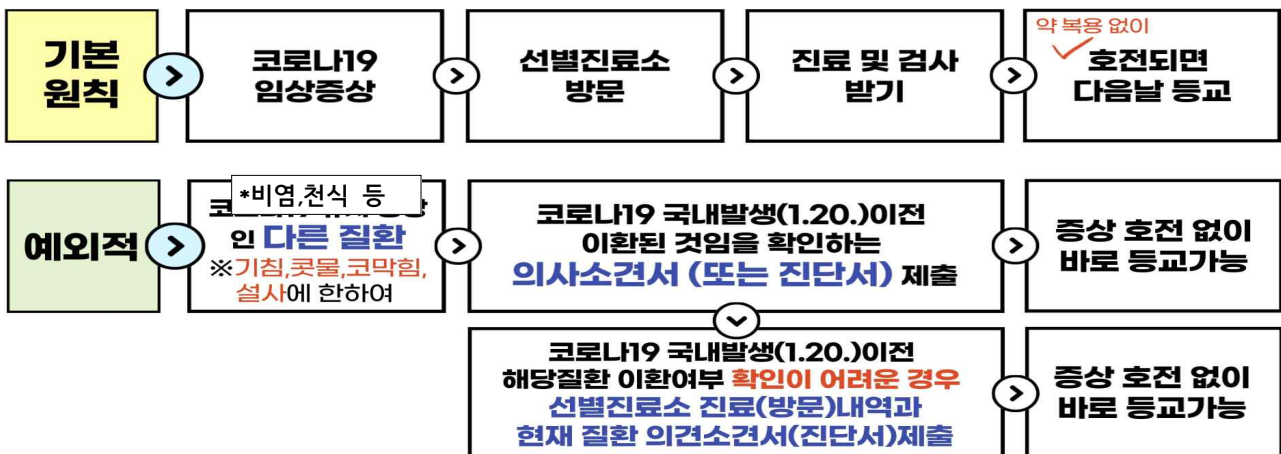 기본
원칙
코로나19
임상증상
선별진료소
방문
진료 및 검사
받기
약 복용 없이
호전되면
다음날 등교
예외적
*비염,천식 등
인 다른 질환
※기침,콧물,코막힘,
설사에 한하여
코로나19 국내발생(1.20.)이전
이환된 것임을 확인하는
의사소견서 (또는 진단서) 제출
증상 호전 없이
바로 등교가능
코로나19 국내발생(1.20.)이전
해당질환 이환여부 확인이 어려운 경우
선별진료소 진료(방문)내역과
현재 질환 의견소견서(진단서)제출
증상 호전 없이
바로 등교가능